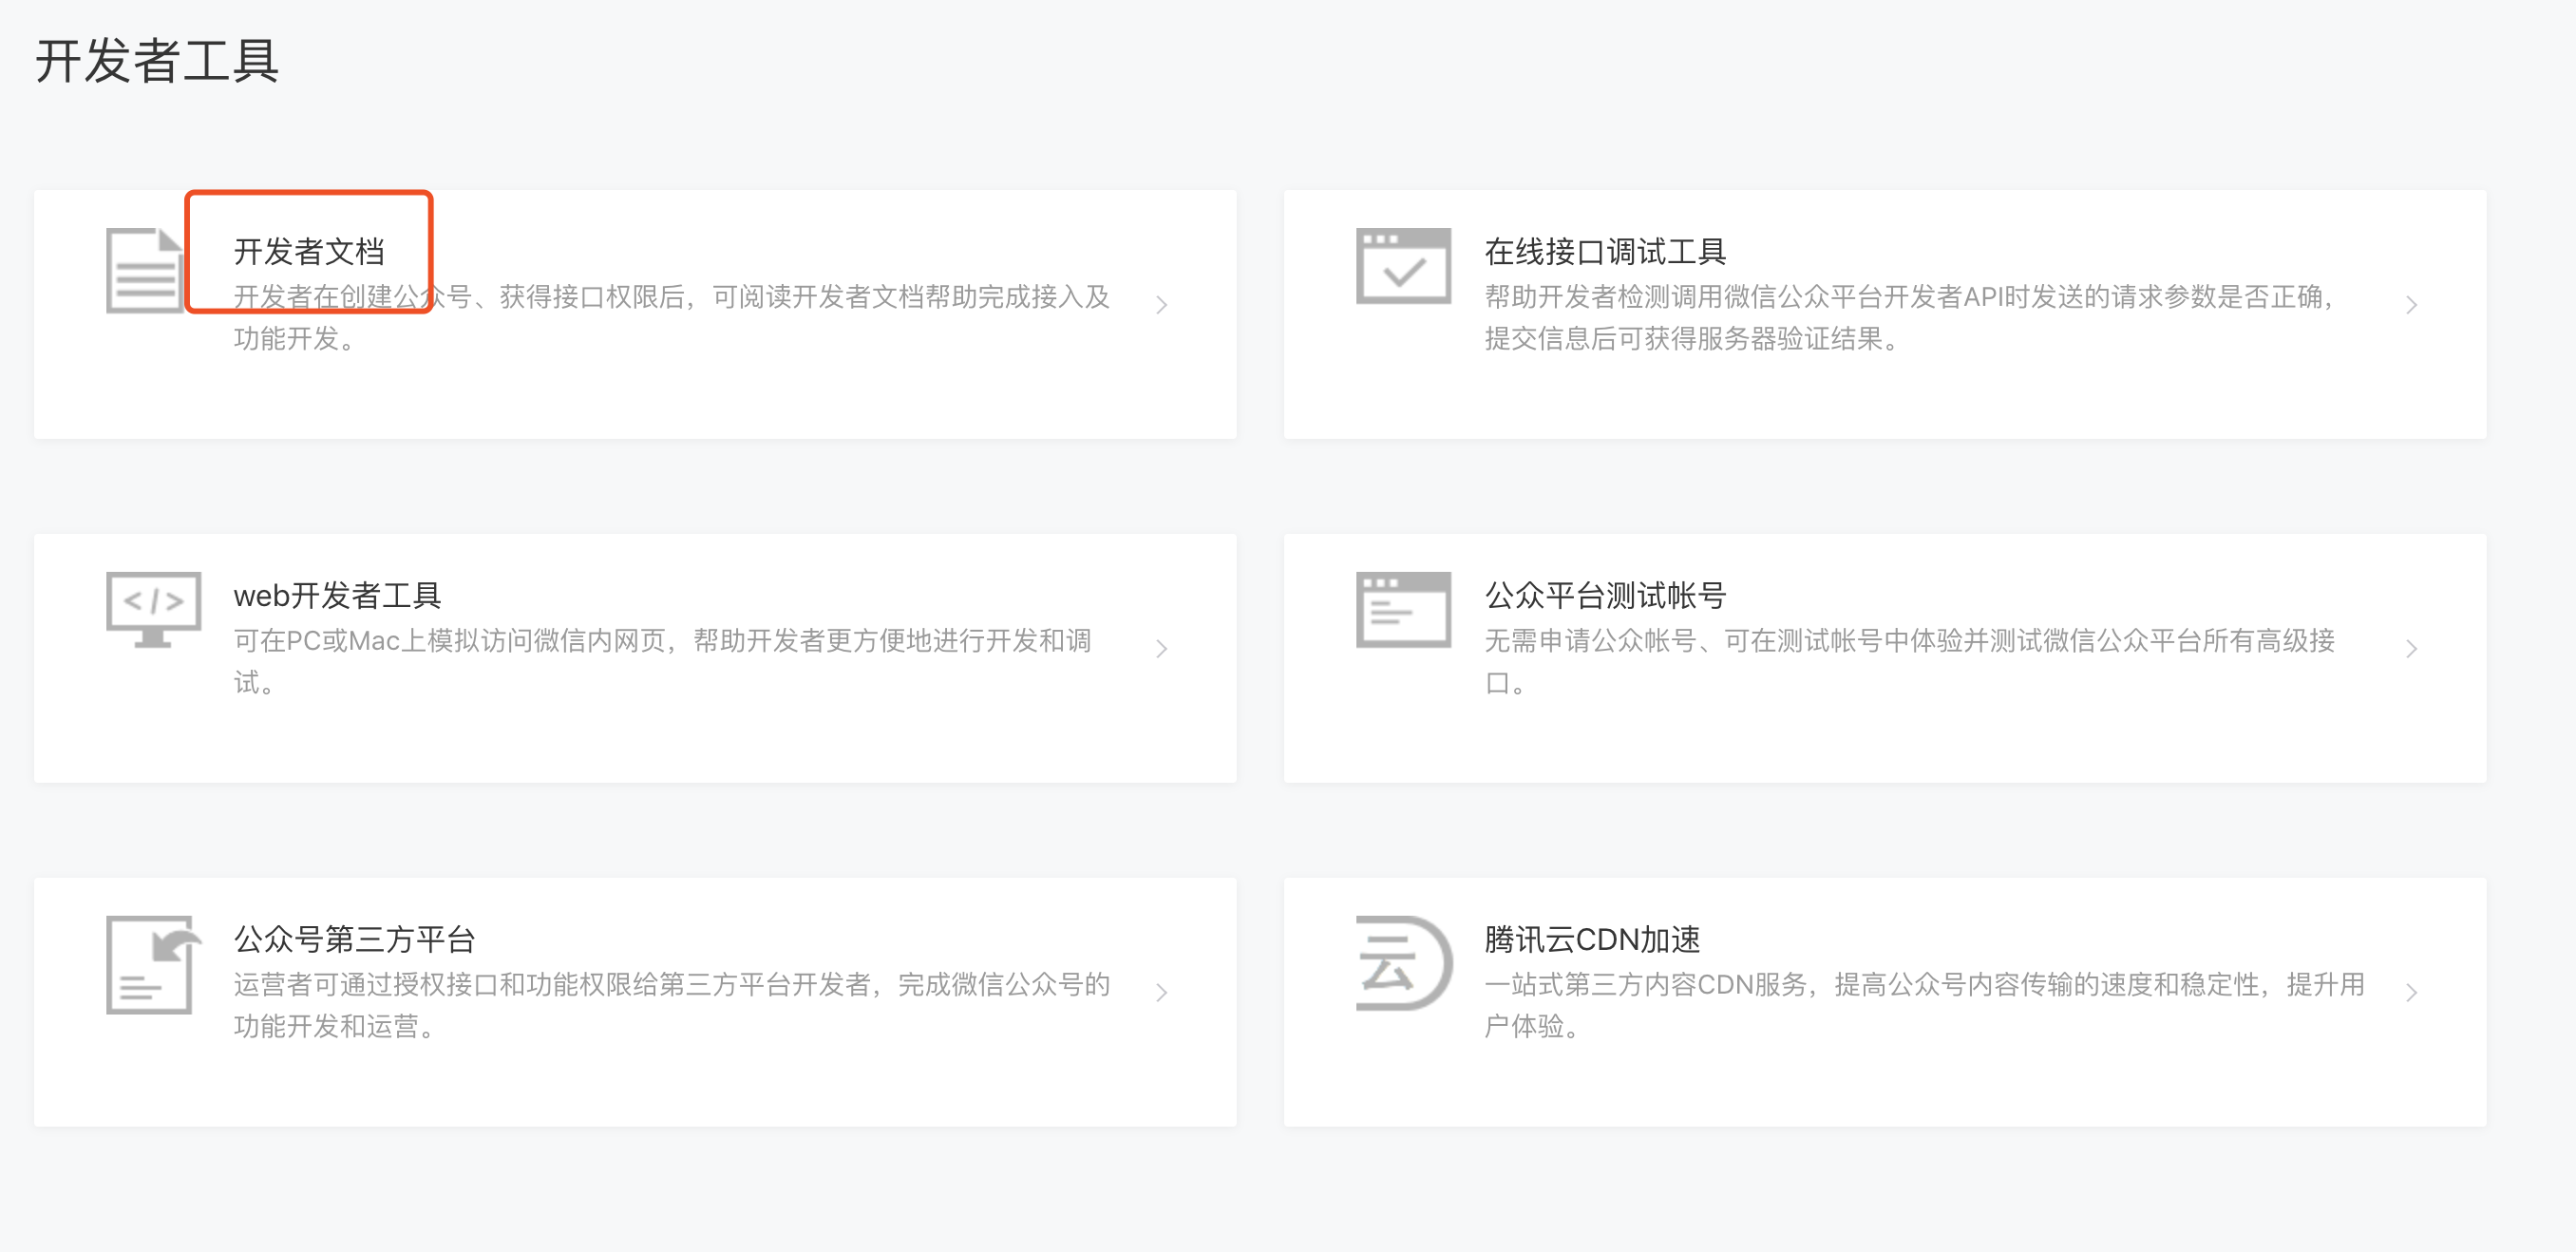 开发者工具
开发者文档
开发者在创建公众号、获得接口权限后，可阅读开发者文档帮助完成接入及
功能开发。
在线接口调试工具
帮助开发者检测调用微信公众平台开发者API时发送的请求参数是否正确，
提交信息后可获得服务器验证结果。
</>
web开发者工具
可在PC或Mac上模拟访问微信内网页，帮助开发者更方便地进行开发和调
试。
公众平台测试帐号
无需申请公众帐号、可在测试帐号中体验并测试微信公众平台所有高级接
口。
公众号第三方平台
运营者可通过授权接口和功能权限给第三方平台开发者，完成微信公众号的
功能开发和运营。
云
腾讯云CDN加速
一站式第三方内容CDN服务，提高公众号内容传输的速度和稳定性，提升用
户体验。